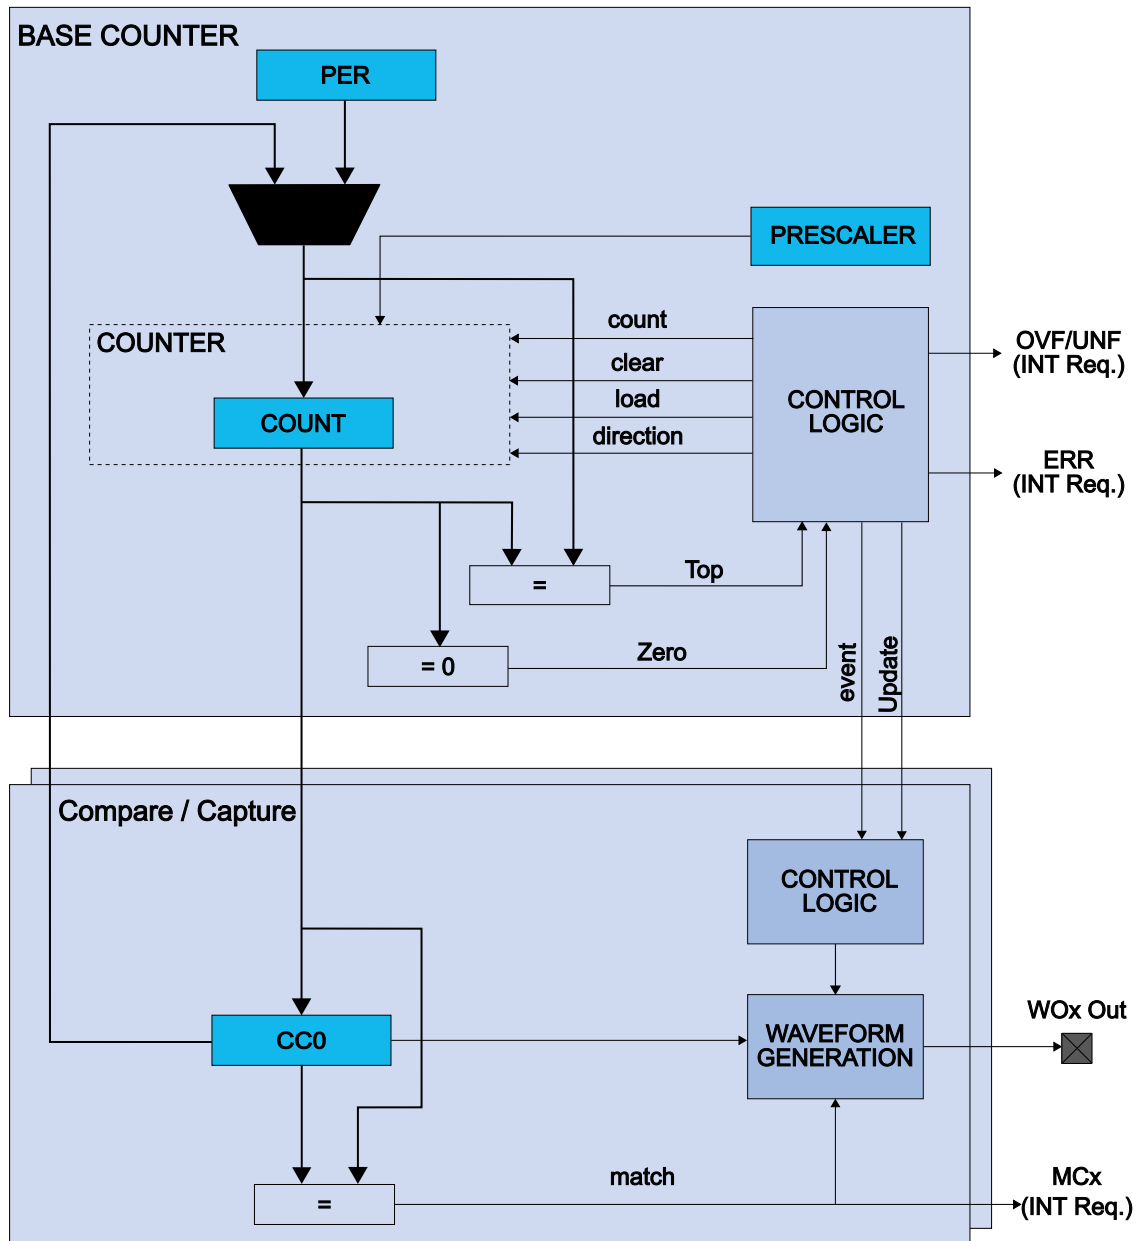 BASE COUNTER
PER
PRESCALER
COUNTER
count
clear
load
direction
CONTROL
LOGIC
OVF/UNF
(INT Req.)
ERR
(INT Req.)
COUNT
=
Top
= 0
Zero
event
Update
Compare / Capture
CONTROL
LOGIC
CC0
WAVEFORM
GENERATION
WOx Out
=
match
MCx
(INT Req.)